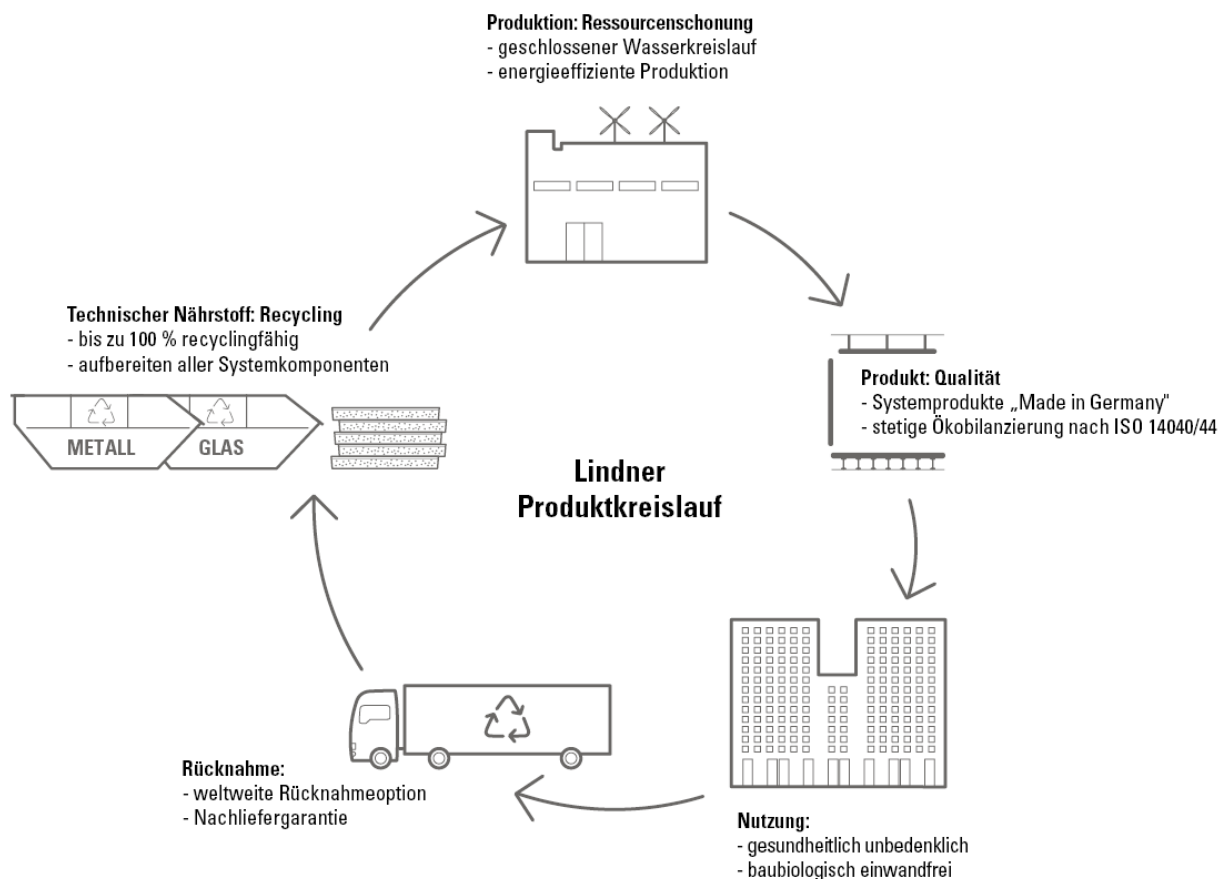 Produktion: Ressourcenschonung
- geschlossener Wasserkreislauf
- energieeffiziente Produktion
Technischer Nährstoff: Recycling
- bis zu 100 % recyclingfähig
- aufbereiten aller Systemkomponenten
METALL
GLAS
Produkt: Qualität
- Systemprodukte „Made in Germany"
- stetige Ökobilanzierung nach ISO 14040/44
Lindner
Produktkreislauf
Rücknahme:
- weltweite Rücknahmeoption
- Nachliefergarantie
Nutzung:
- gesundheitlich unbedenklich
- baubiologisch einwandfrei